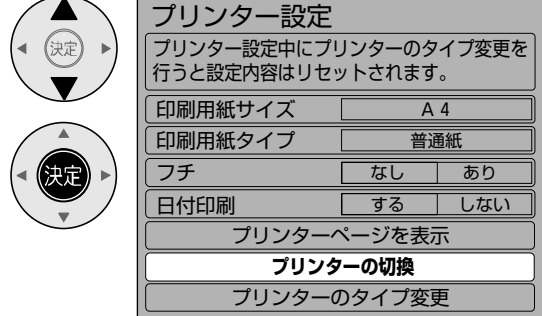 プリンター設定
プリンター設定中にプリンターのタイプ変更を
行うと設定内容はリセットされます。
決定
印刷用紙サイズ A 4
印刷用紙タイプ 普通紙
フチ なし あり
決定
日付印刷 する しない
プリンターページを表示
プリンターの切換
プリンターのタイプ変更